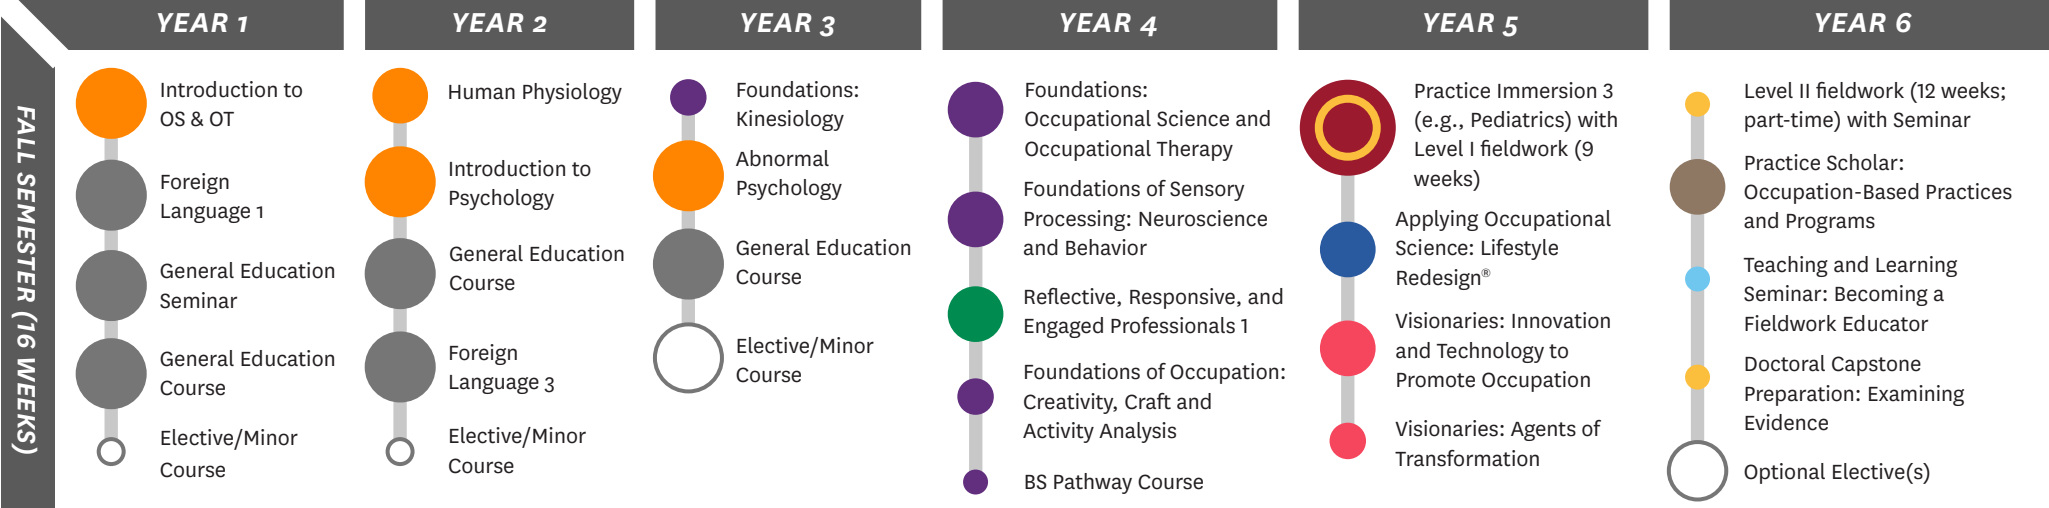 YEAR 1
YEAR 2
YEAR 3
YEAR 4
YEAR 5
YEAR 6
FALL SEMESTER (16 WEEKS)
Introduction to
OS & OT
Foreign
Language 1
General Education
Seminar
General Education
Course
Elective/Minor
Course
Human Physiology
Introduction to
Psychology
General Education
Course
Foreign
Language 3
Elective/Minor
Course
Foundations:
Kinesiology
Abnormal
Psychology
General Education
Course
Elective/Minor
Course
Foundations:
Occupational Science and
Occupational Therapy
Foundations of Sensory
Processing: Neuroscience
and Behavior
Reflective, Responsive, and
Engaged Professionals 1
Foundations of Occupation:
Creativity, Craft and
Activity Analysis
BS Pathway Course
Practice Immersion 3
(e.g., Pediatrics) with
Level I fieldwork (9
weeks)
Applying Occupational
Science: Lifestyle
Redesign®
Visionaries: Innovation
and Technology to
Promote Occupation
Visionaries: Agents of
Transformation
Level II fieldwork (12 weeks;
part-time) with Seminar
Practice Scholar:
Occupation-Based Practices
and Programs
Teaching and Learning
Seminar: Becoming a
Fieldwork Educator
Doctoral Capstone
Preparation: Examining
Evidence
Optional Elective(s)